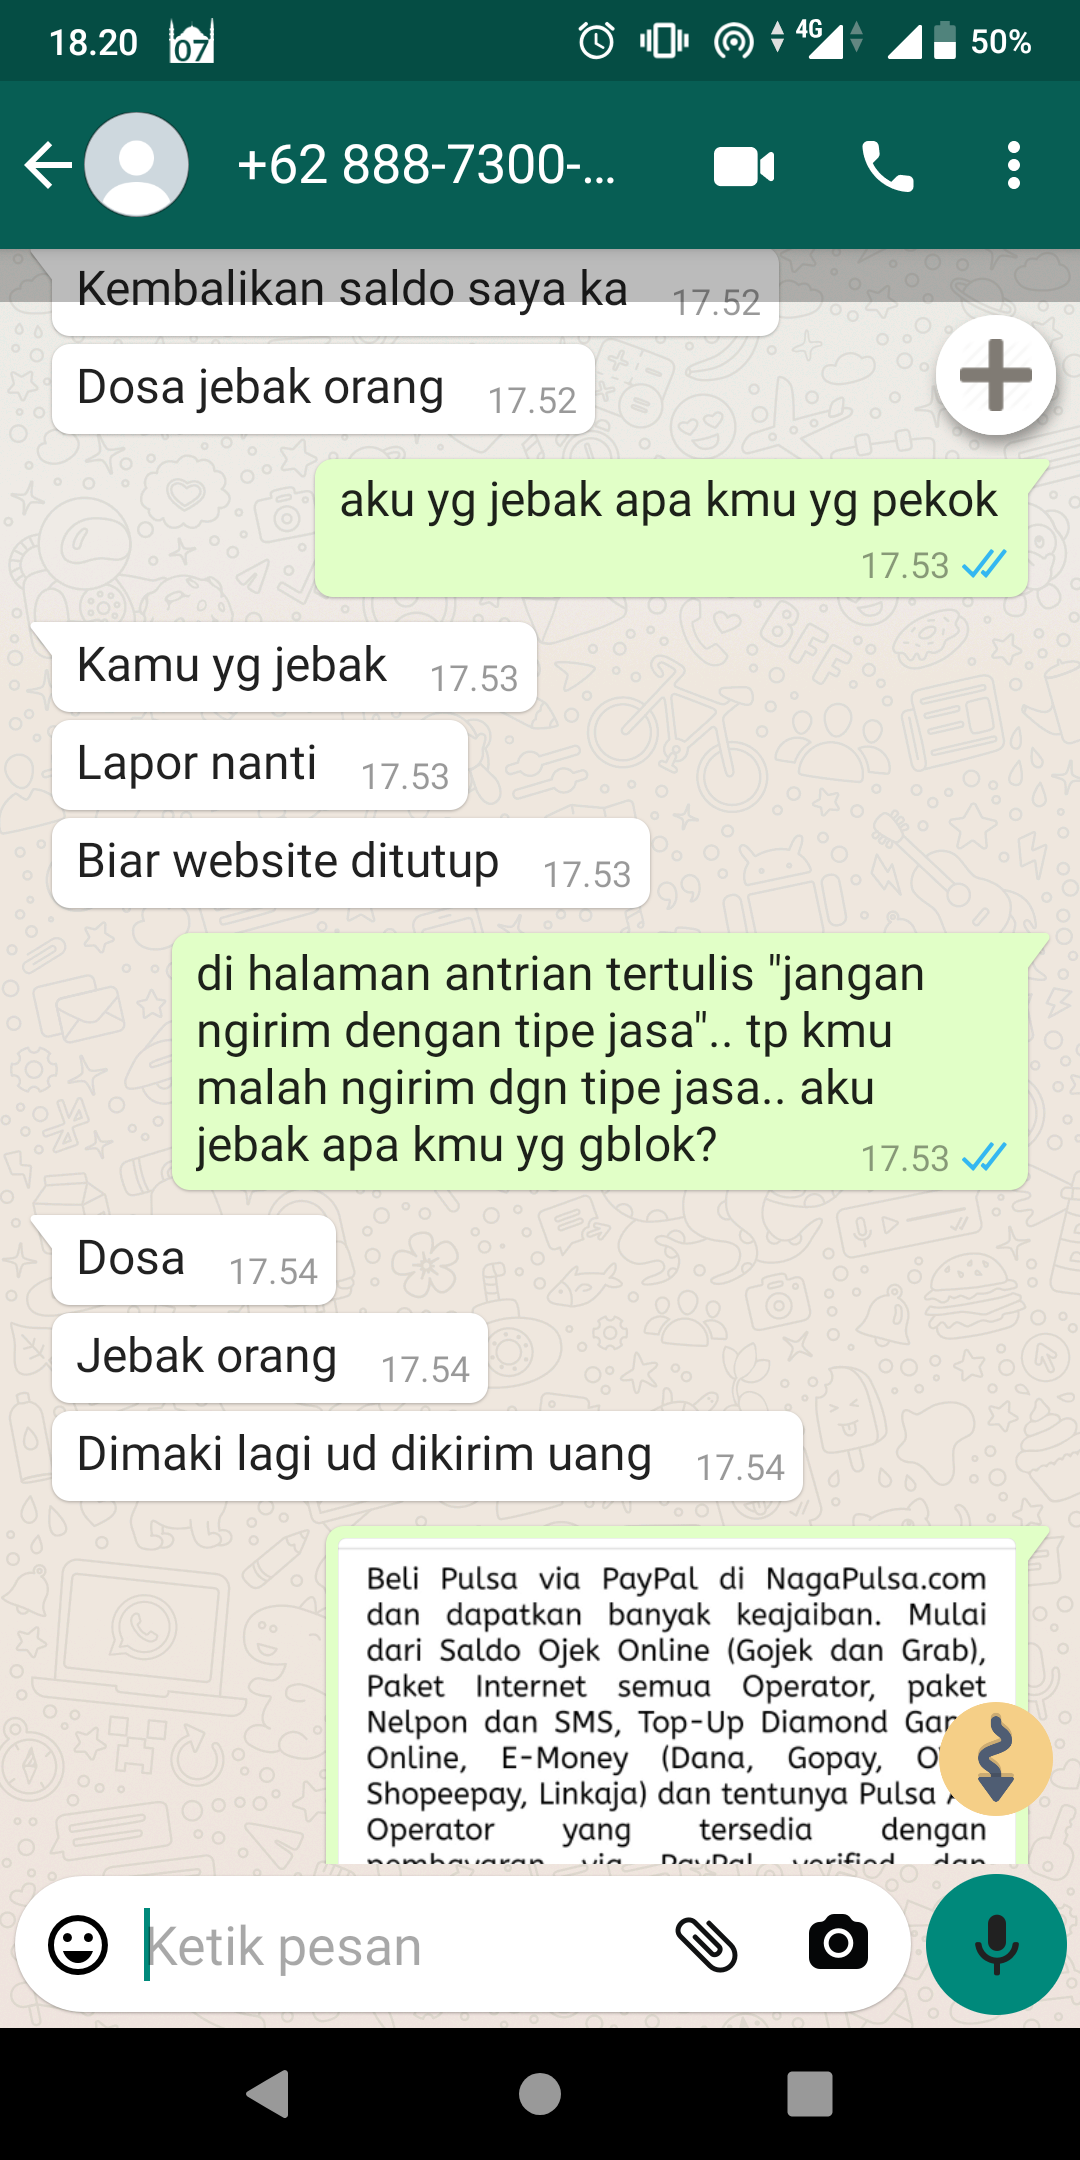 18.20
07
4G
50%
+62 888-7300-...
Kembalikan saldo saya ka 17.52
Dosa jebak orang 17.52
aku yg jebak apa kmu yg pekok
17.53
Kamu yg jebak 17.53
Lapor nanti 17.53
Biar website ditutup 17.53
di halaman antrian tertulis "jangan
ngirim dengan tipe jasa".. tp kmu
malah ngirim dgn tipe jasa.. aku
jebak apa kmu yg gblok? 17.53
Dosa 17.54
Jebak orang 17.54
Dimaki lagi ud dikirim uang 17.54
Beli Pulsa via PayPal di NagaPulsa.com
dan dapatkan banyak keajaiban. Mulai
dari Saldo Ojek Online (Gojek dan Grab),
Paket Internet semua Operator, paket
Nelpon dan SMS, Top-Up Diamond
Online, E-Money (Dana, Gopay,
Shopeepay, Linkaja) dan tentunya Pulsa
Operator yang tersedia dengan
pembayaran via PayPal verified dan
Ketik pesan